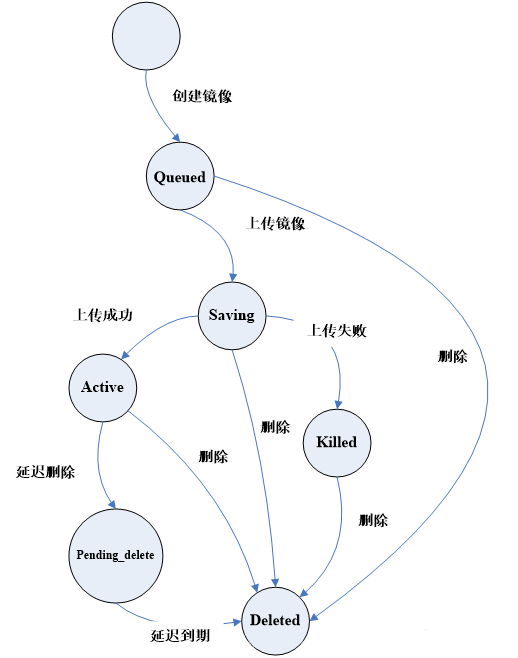 创建镜像
Queued
上传镜像
Saving
上传成功
上传失败
删除
Active
Killed
删除
删除
延迟删除
删除
Pending_delete
Deleted
延迟到期